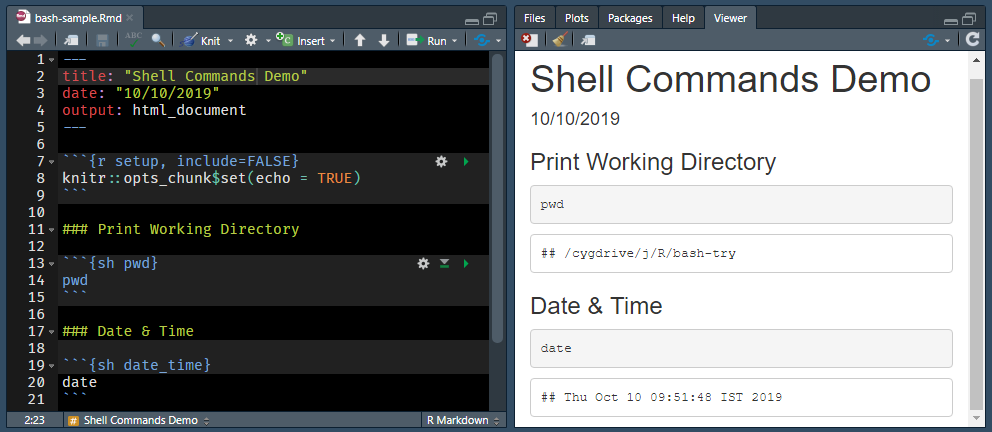 bash-sample.Rmd
ABC Knit Insert Run
1 ---
2 title: "Shell Commands Demo"
3 date: "10/10/2019"
4 output: html_document
5 ---
6
7 ```{r setup, include=FALSE}
8 knitr::opts_chunk$set(echo = TRUE)
9 ```
10
11 ### Print Working Directory
12
13 ```{sh pwd}
14 pwd
15 ```
16
17 ### Date & Time
18
19 ```{sh date_time}
20 date
21 ```
2:23 # Shell Commands Demo R Markdown
Files Plots Packages Help Viewer
Shell Commands Demo
10/10/2019
Print Working Directory
pwd
## /cygdrive/j/R/bash-try
Date & Time
date
## Thu Oct 10 09:51:48 IST 2019